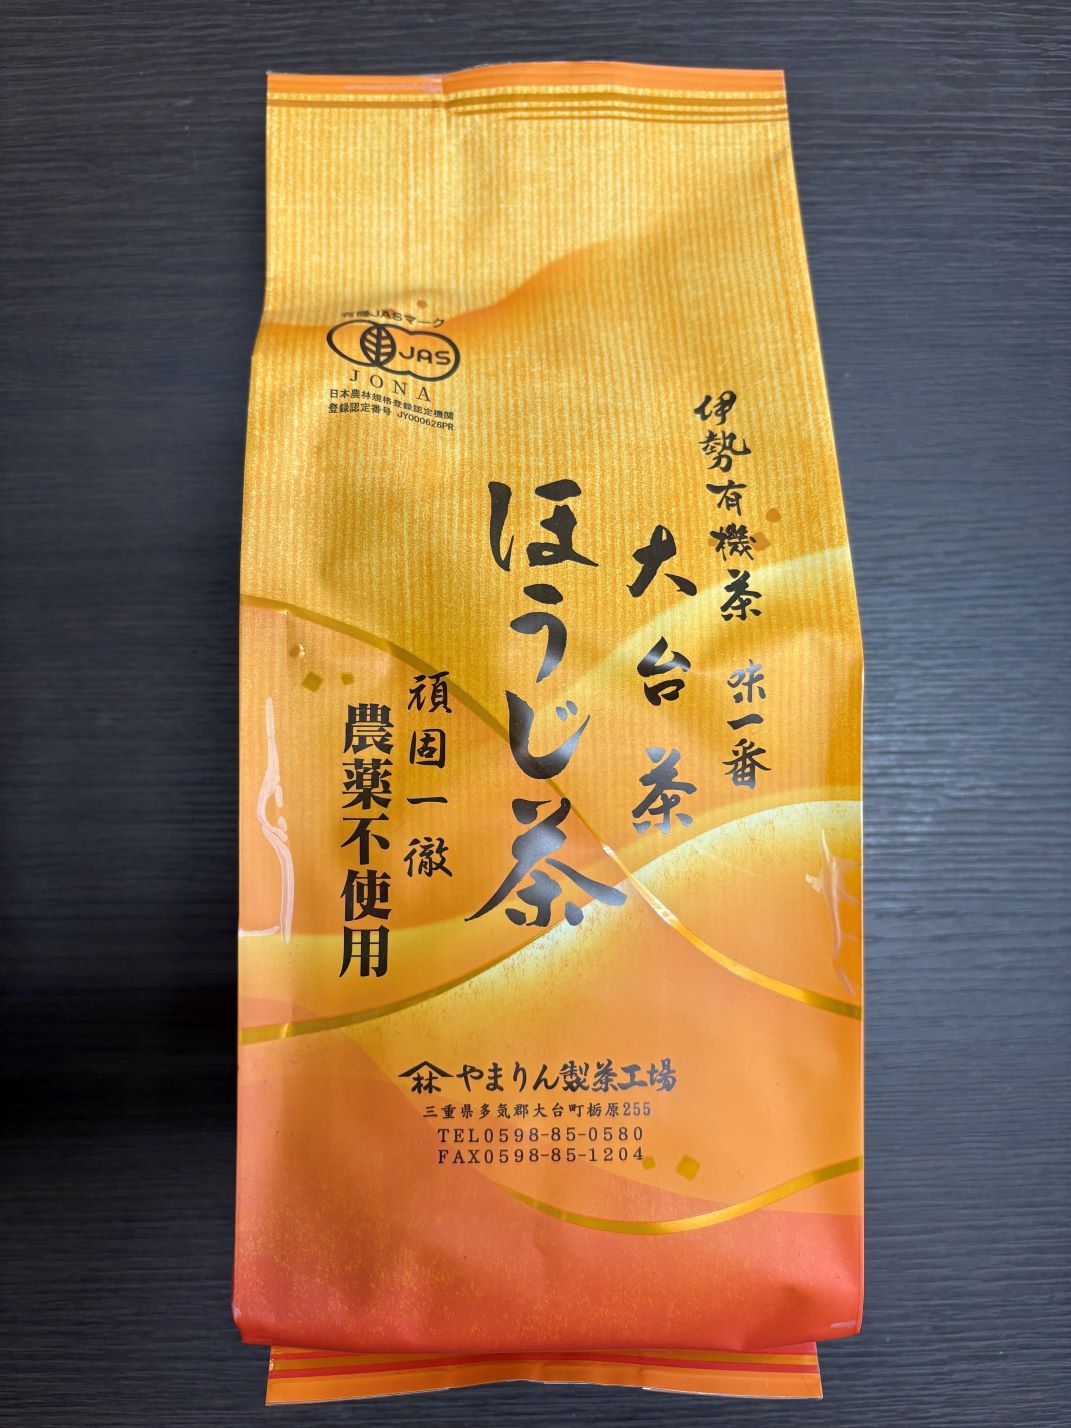 有機JASマーク
JAS
JONA
日本農林規格登録認定機関
登録認定番号 JY000626PR
伊勢有機茶 味一番
大台茶
ほうじ茶
頑固一徹
農薬不使用
林 やまりん製茶工場
三重県多気郡大台町栃原255
TEL0598-85-0580
FAX0598-85-1204